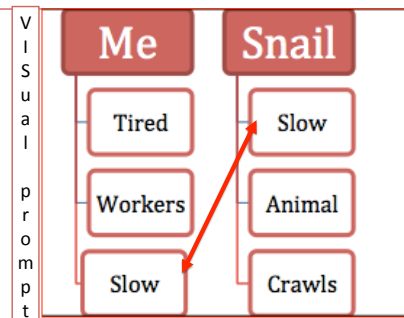 VISual prompt
Me
Tired
Workers
Slow
Snail
Slow
Animal
Crawls